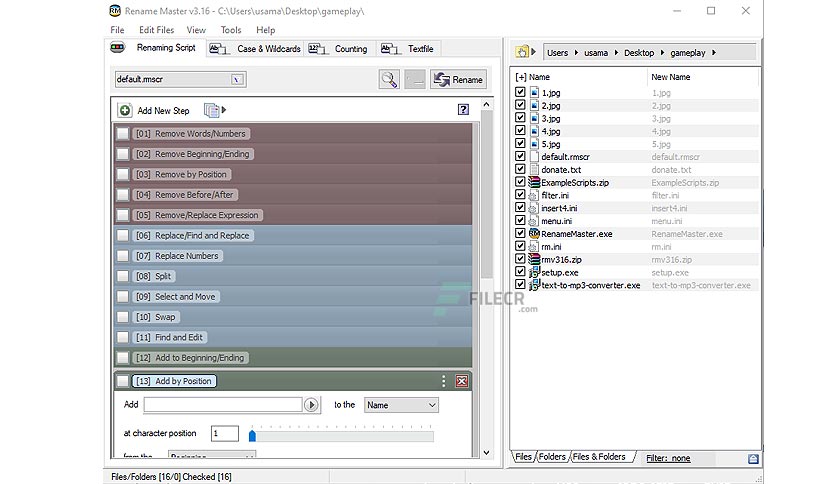 RM Rename Master v3.16 - C:\Users\usama\Desktop\gameplay\
File Edit Files View Tools Help
Renaming Script Case & Wildcards Counting Textfile
default.rmscr Rename
Add New Step ?
[01] Remove Words/Numbers
[02] Remove Beginning/Ending
[03] Remove by Position
[04] Remove Before/After
[05] Remove/Replace Expression
[06] Replace/Find and Replace
[07] Replace Numbers
[08] Split
[09] Select and Move
[10] Swap
[11] Find and Edit
[12] Add to Beginning/Ending
[13] Add by Position
Add to the Name
at character position 1
from the Beginning
Users usama Desktop gameplay
[+] Name New Name
1.jpg 1.jpg
2.jpg 2.jpg
3.jpg 3.jpg
4.jpg 4.jpg
5.jpg 5.jpg
default.rmscr default.rmscr
donate.txt donate.txt
ExampleScripts.zip ExampleScripts.zip
filter.ini filter.ini
insert4.ini insert4.ini
menu.ini menu.ini
RenameMaster.exe RenameMaster.exe
rm.ini rm.ini
rmv316.zip rmv316.zip
setup.exe setup.exe
text-to-mp3-converter.exe text-to-mp3-converter.exe
FILECR
.com
Files Folders Files & Folders Filter: none
Files/Folders [16/0] Checked [16]